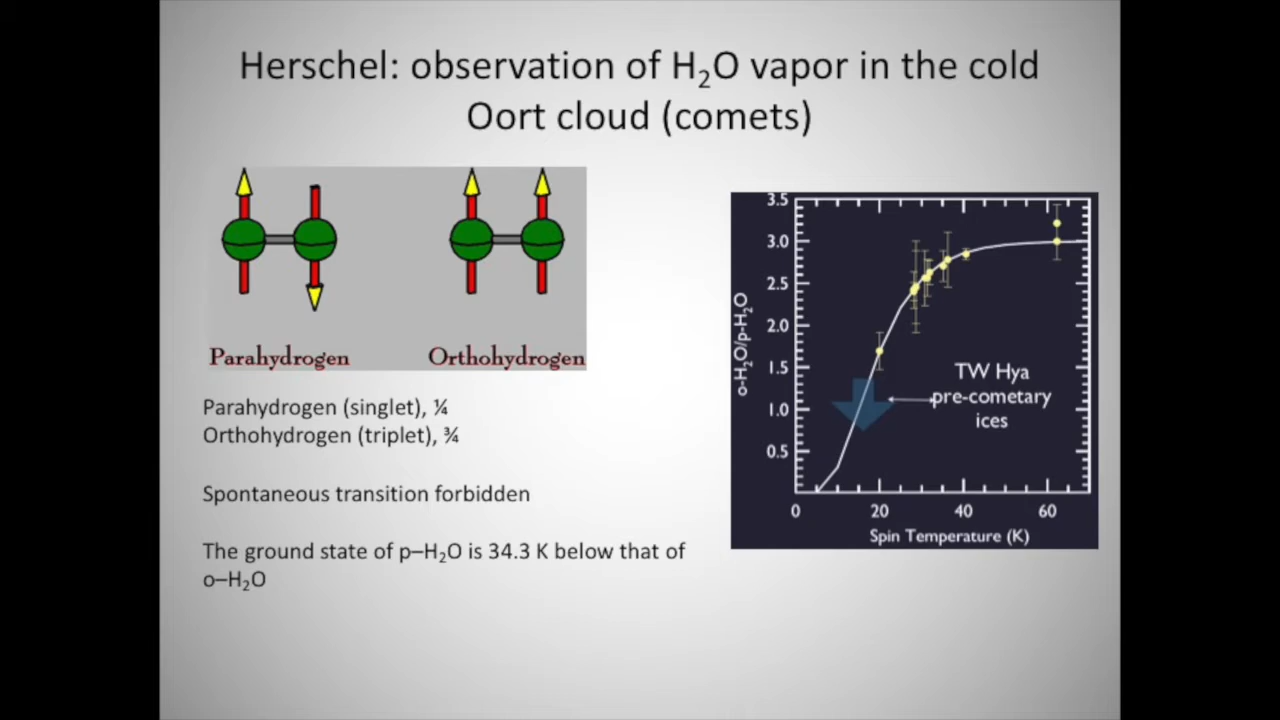 Herschel: observation of H₂O vapor in the cold
Oort cloud (comets)
Parahydrogen
Orthohydrogen
Parahydrogen (singlet), ¼
Orthohydrogen (triplet), ¾
Spontaneous transition forbidden
The ground state of p–H₂O is 34.3 K below that of
o–H₂O
o-H₂O/p-H₂O
3.5
3.0
2.5
2.0
1.5
1.0
0.5
TW Hya
pre-cometary
ices
0 20 40 60
Spin Temperature (K)